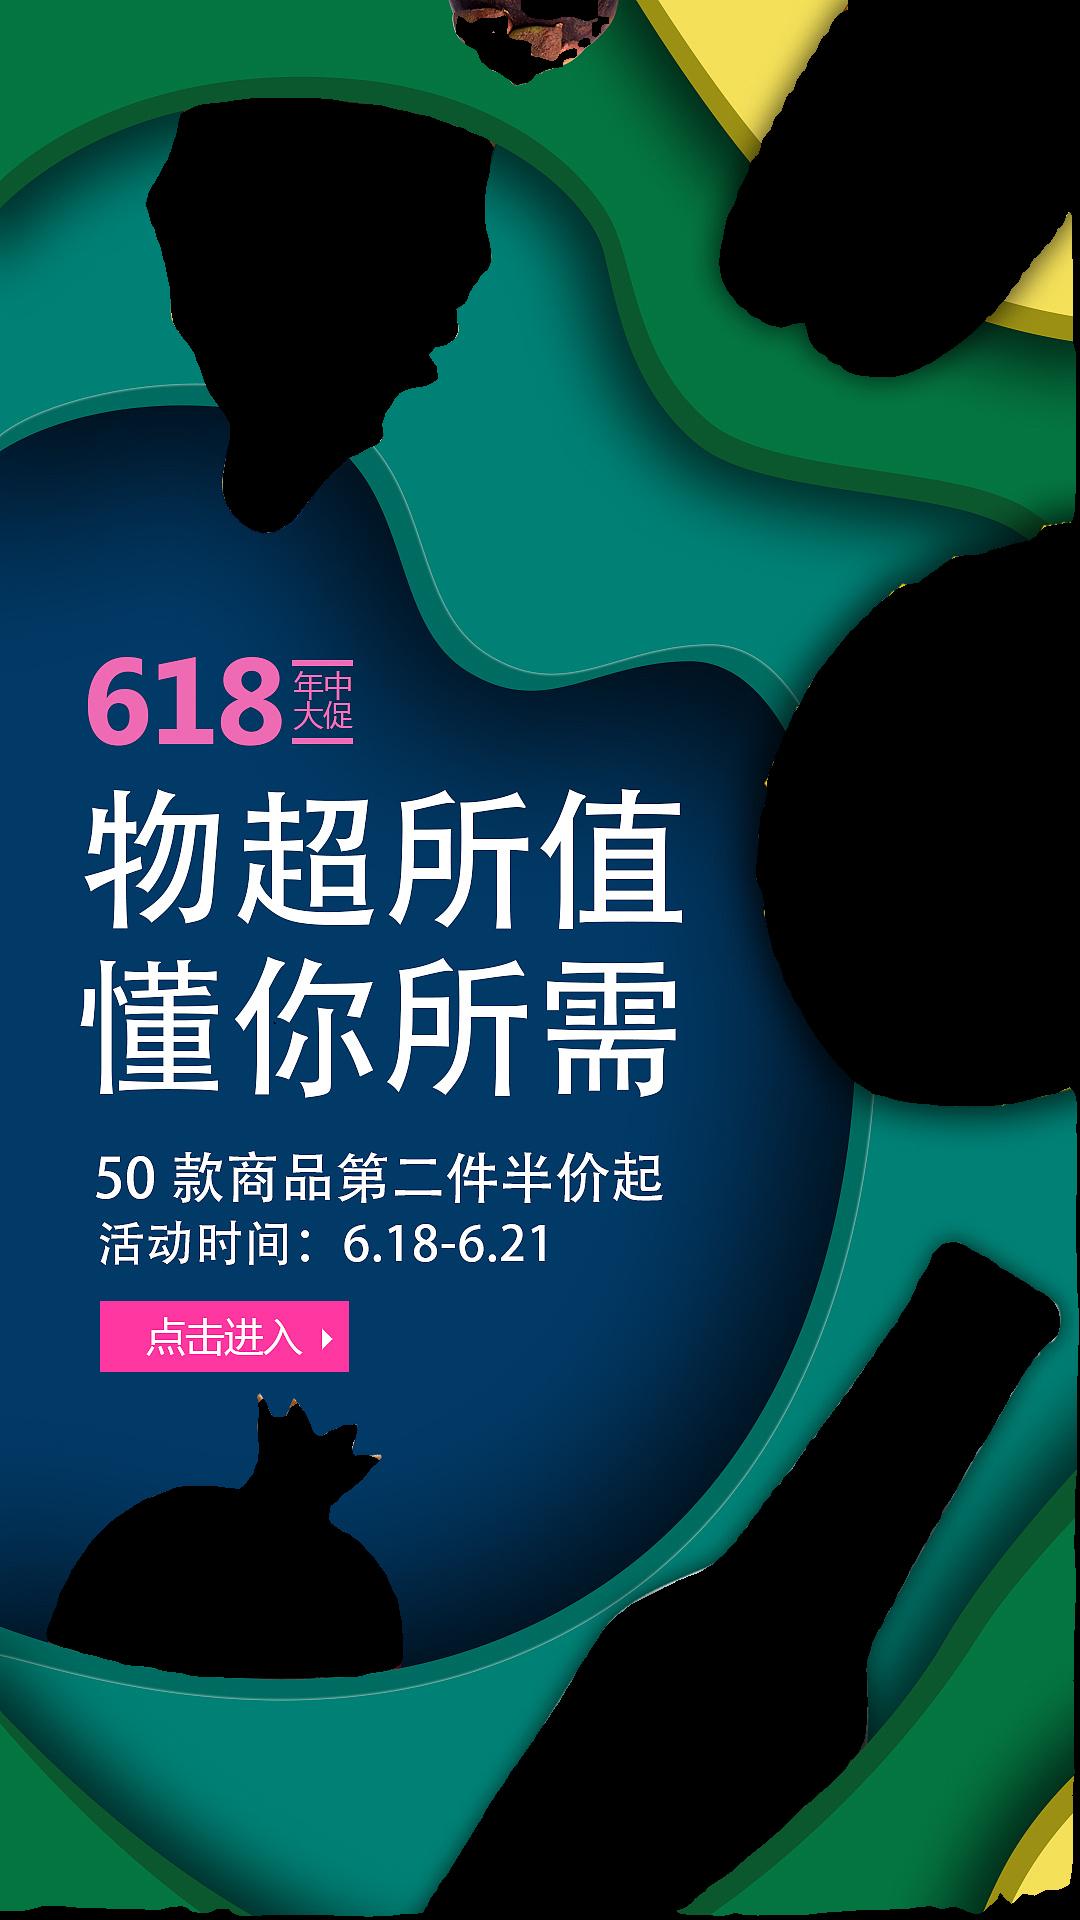 618
年中
大促
物超所值
懂你所需
50 款商品第二件半价起
活动时间：6.18-6.21
点击进入